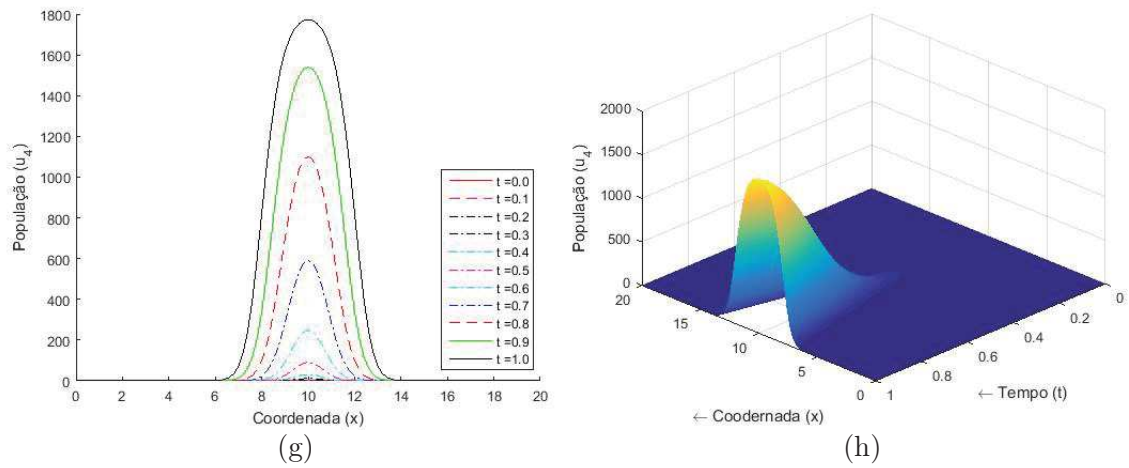 1800
1600
1400
1200
1000
800
600
400
200
0
População (u4)
0 2 4 6 8 10 12 14 16 18 20
Coordenada (x)
t =0.0
t =0.1
t =0.2
t =0.3
t =0.4
t =0.5
t =0.6
t =0.7
t =0.8
t =0.9
t =1.0
(g)
2000
1500
1000
500
0
População (u4)
20
15
10
5
0
← Coodernada (x)
0
0.2
0.4
0.6
0.8
1
← Tempo (t)
(h)